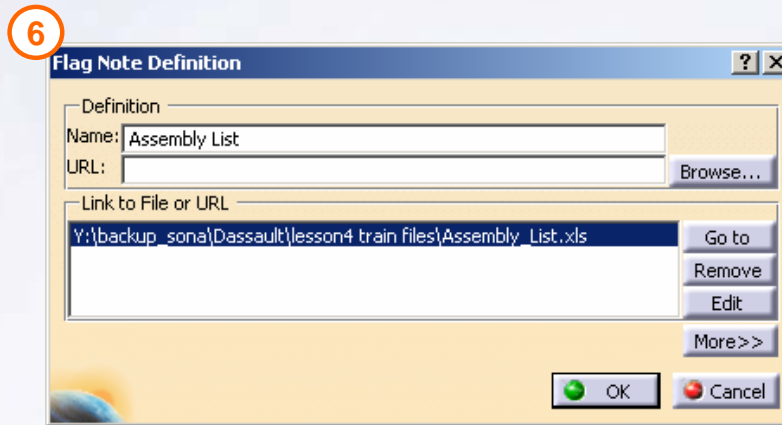 6
Flag Note Definition
Definition
Name: Assembly List
URL: Browse...
Link to File or URL
Y:\backup_sona\Dassault\lesson4 train files\Assembly_List.xls Go to
Remove
Edit
More>>
OK Cancel